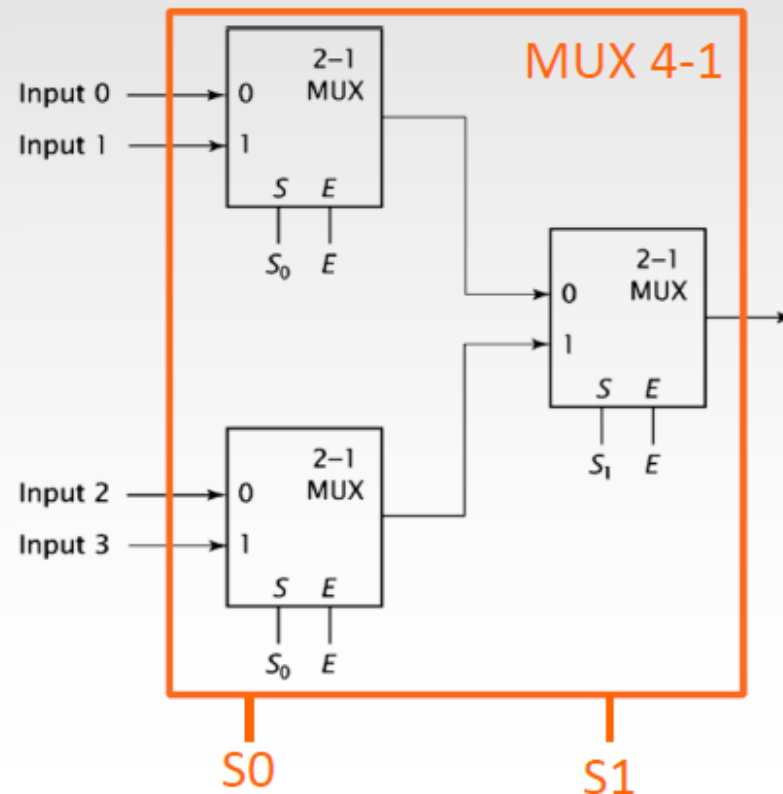 MUX 4-1
2–1
MUX
Input 0
0
Input 1
1
S E
S₀ E
2–1
MUX
0
1
S E
S₁ E
2–1
MUX
Input 2
0
Input 3
1
S E
S₀ E
S0
S1